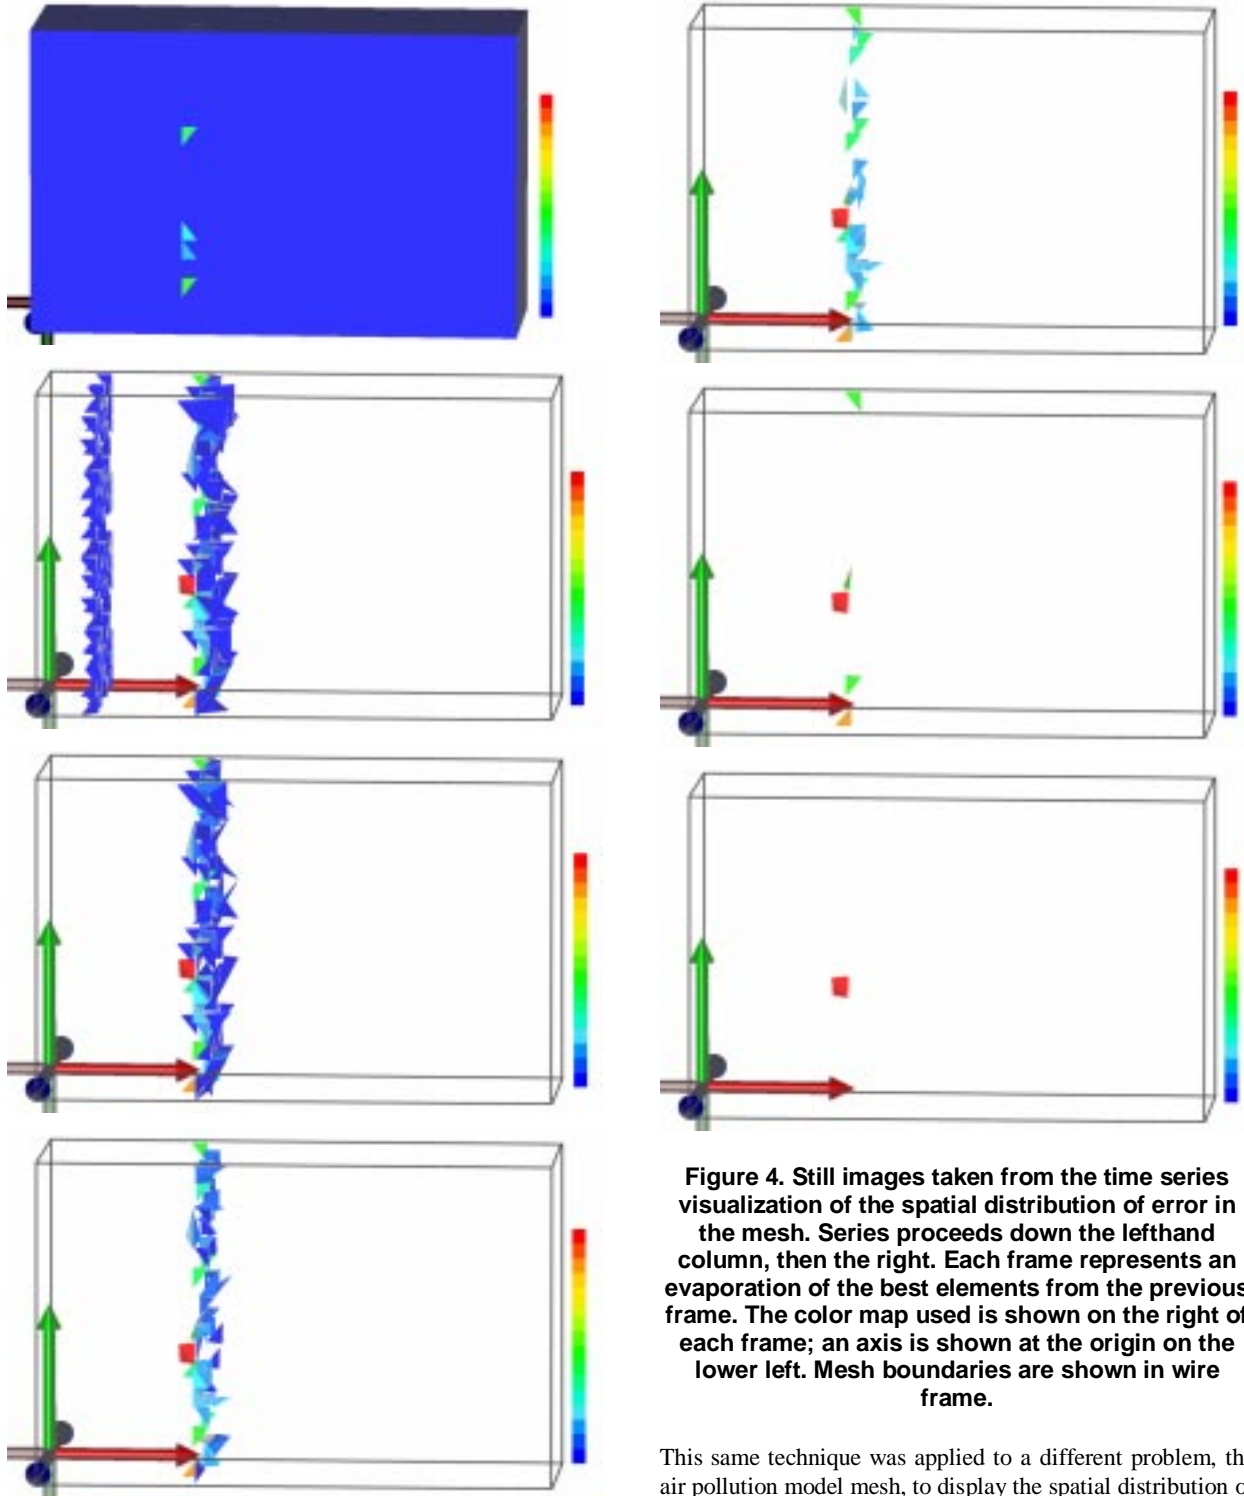 Figure 4. Still images taken from the time series
visualization of the spatial distribution of error in
the mesh. Series proceeds down the lefthand
column, then the right. Each frame represents an
evaporation of the best elements from the previous
frame. The color map used is shown on the right of
each frame; an axis is shown at the origin on the
lower left. Mesh boundaries are shown in wire
frame.
This same technique was applied to a different problem, th
air pollution model mesh, to display the spatial distribution o